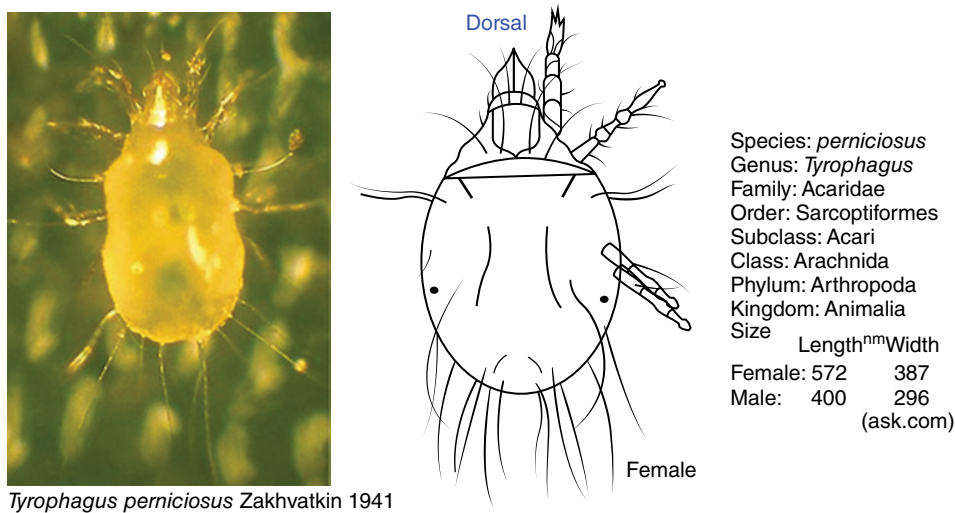 Dorsal
Species: perniciosus
Genus: Tyrophagus
Family: Acaridae
Order: Sarcoptiformes
Subclass: Acari
Class: Arachnida
Phylum: Arthropoda
Kingdom: Animalia
Size
Length nm Width
Female: 572 387
Male: 400 296
(ask.com)
Female
Tyrophagus perniciosus Zakhvatkin 1941